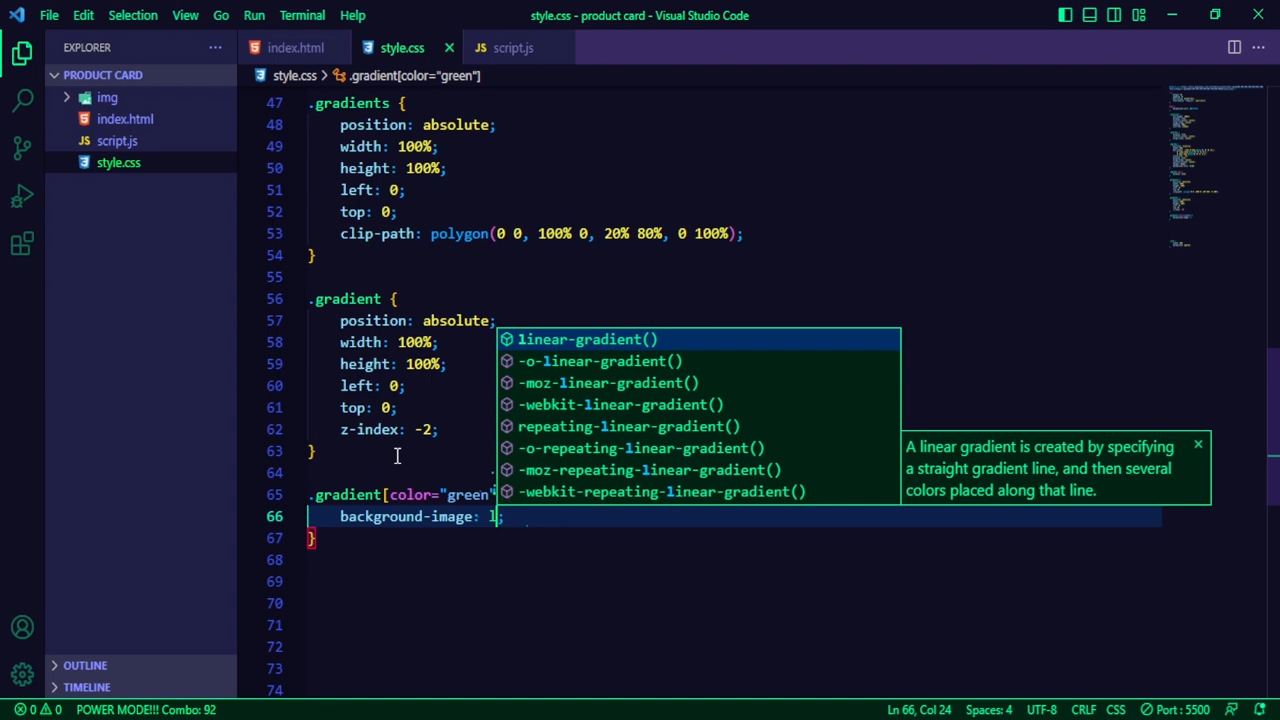 File Edit Selection View Go Run Terminal Help style.css - product card - Visual Studio Code
EXPLORER
index.html style.css script.js
PRODUCT CARD
style.css > .gradient[color="green"]
img
index.html
script.js
style.css
47 .gradients {
48 position: absolute;
49 width: 100%;
50 height: 100%;
51 left: 0;
52 top: 0;
53 clip-path: polygon(0 0, 100% 0, 20% 80%, 0 100%);
54 }
55
56 .gradient {
57 position: absolute;
58 width: 100%;
59 height: 100%;
60 left: 0;
61 top: 0;
62 z-index: -2;
63 }
64
65 .gradient[color="green"
66 background-image: l;
67 }
68
69
70
71
72
73
74
linear-gradient()
-o-linear-gradient()
-moz-linear-gradient()
-webkit-linear-gradient()
repeating-linear-gradient()
-o-repeating-linear-gradient()
-moz-repeating-linear-gradient()
-webkit-repeating-linear-gradient()
A linear gradient is created by specifying
a straight gradient line, and then several
colors placed along that line.
OUTLINE
TIMELINE
0 0 POWER MODE!!! Combo: 92 Ln 66, Col 24 Spaces: 4 UTF-8 CRLF CSS Port : 5500